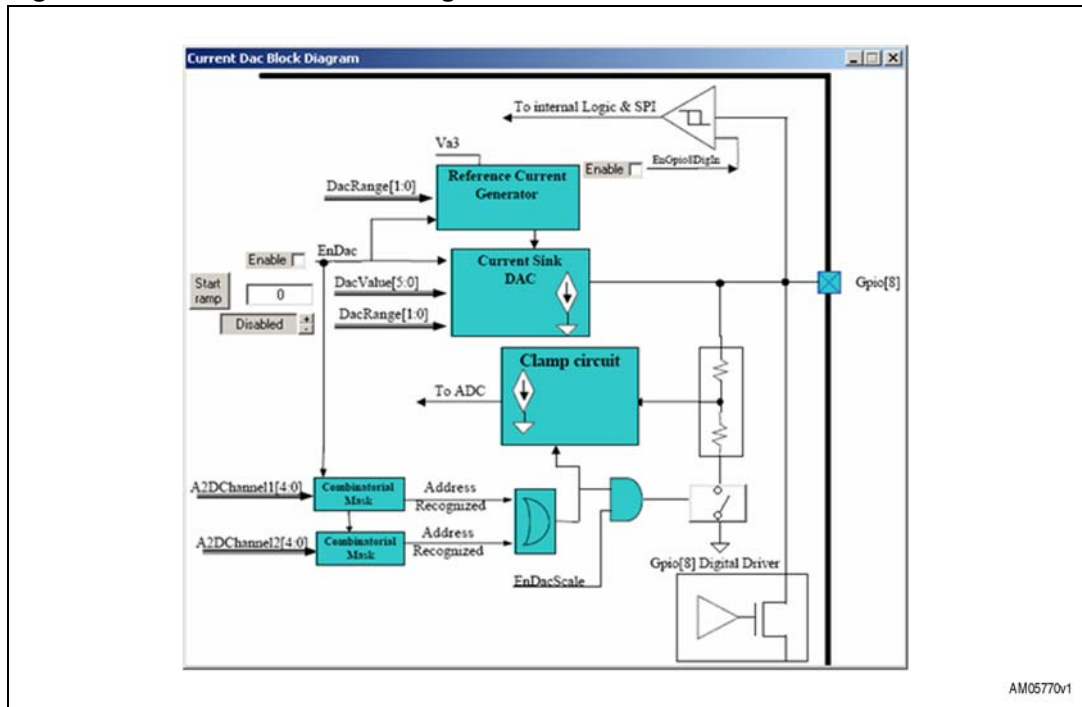 Current Dac Block Diagram
To internal Logic & SPI
Va3
Enable
EnGpio8DigIn
Reference Current
Generator
DacRange[1:0]
Enable
EnDac
Current Sink
DAC
Start
ramp
0
DacValue[5:0]
Gpio[8]
Disabled
+
-
DacRange[1:0]
Clamp circuit
To ADC
A2DChannel1[4:0]
Combinatorial
Mask
Address
Recognized
A2DChannel2[4:0]
Combinatorial
Mask
Address
Recognized
EnDacScale
Gpio[8] Digital Driver
AM05770v1